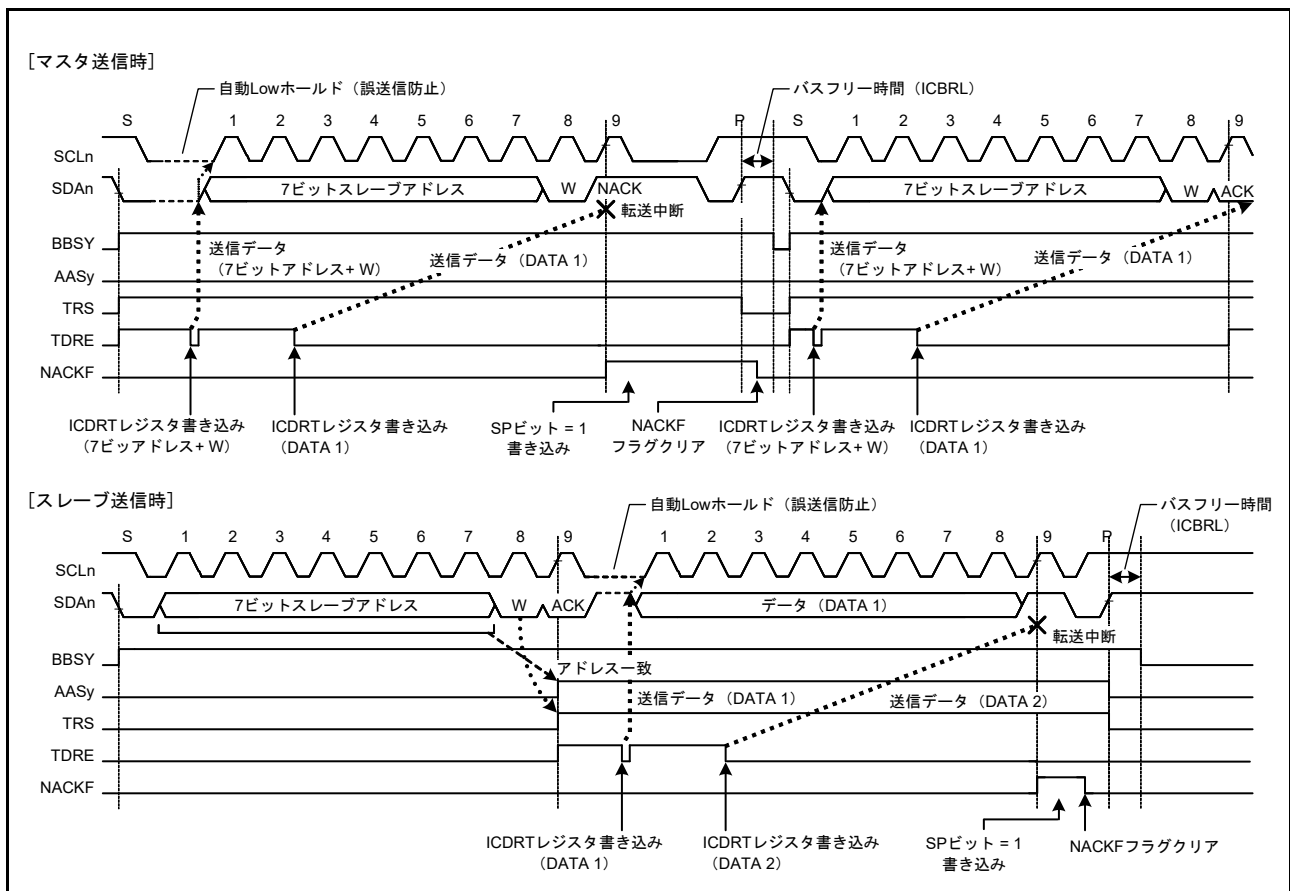 [マスタ送信時]
自動Lowホールド（誤送信防止）
バスフリー時間（ICBRL）
S 1 2 3 4 5 6 7 8 9 P S 1 2 3 4 5 6 7 8 9
SCLn
SDAn 7ビットスレーブアドレス W NACK 7ビットスレーブアドレス W ACK
転送中断
BBSY
送信データ
（7ビットアドレス+ W）
送信データ（DATA 1）
送信データ
（7ビットアドレス+ W）
送信データ（DATA 1）
AASy
TRS
TDRE
NACKF
ICDRTレジスタ書き込み
（7ビッアドレス+ W）
ICDRTレジスタ書き込み
（DATA 1）
SPビット = 1
書き込み
NACKF
フラグクリア
ICDRTレジスタ書き込み
（7ビットアドレス+ W）
ICDRTレジスタ書き込み
（DATA 1）
[スレーブ送信時]
自動Lowホールド（誤送信防止）
バスフリー時間
（ICBRL）
S 1 2 3 4 5 6 7 8 9 1 2 3 4 5 6 7 8 9 P
SCLn
SDAn 7ビットスレーブアドレス W ACK データ（DATA 1）
転送中断
BBSY
アドレス一致
AASy
送信データ（DATA 1） 送信データ（DATA 2）
TRS
TDRE
NACKF
ICDRTレジスタ書き込み
（DATA 1）
ICDRTレジスタ書き込み
（DATA 2）
SPビット = 1
書き込み
NACKFフラグクリア